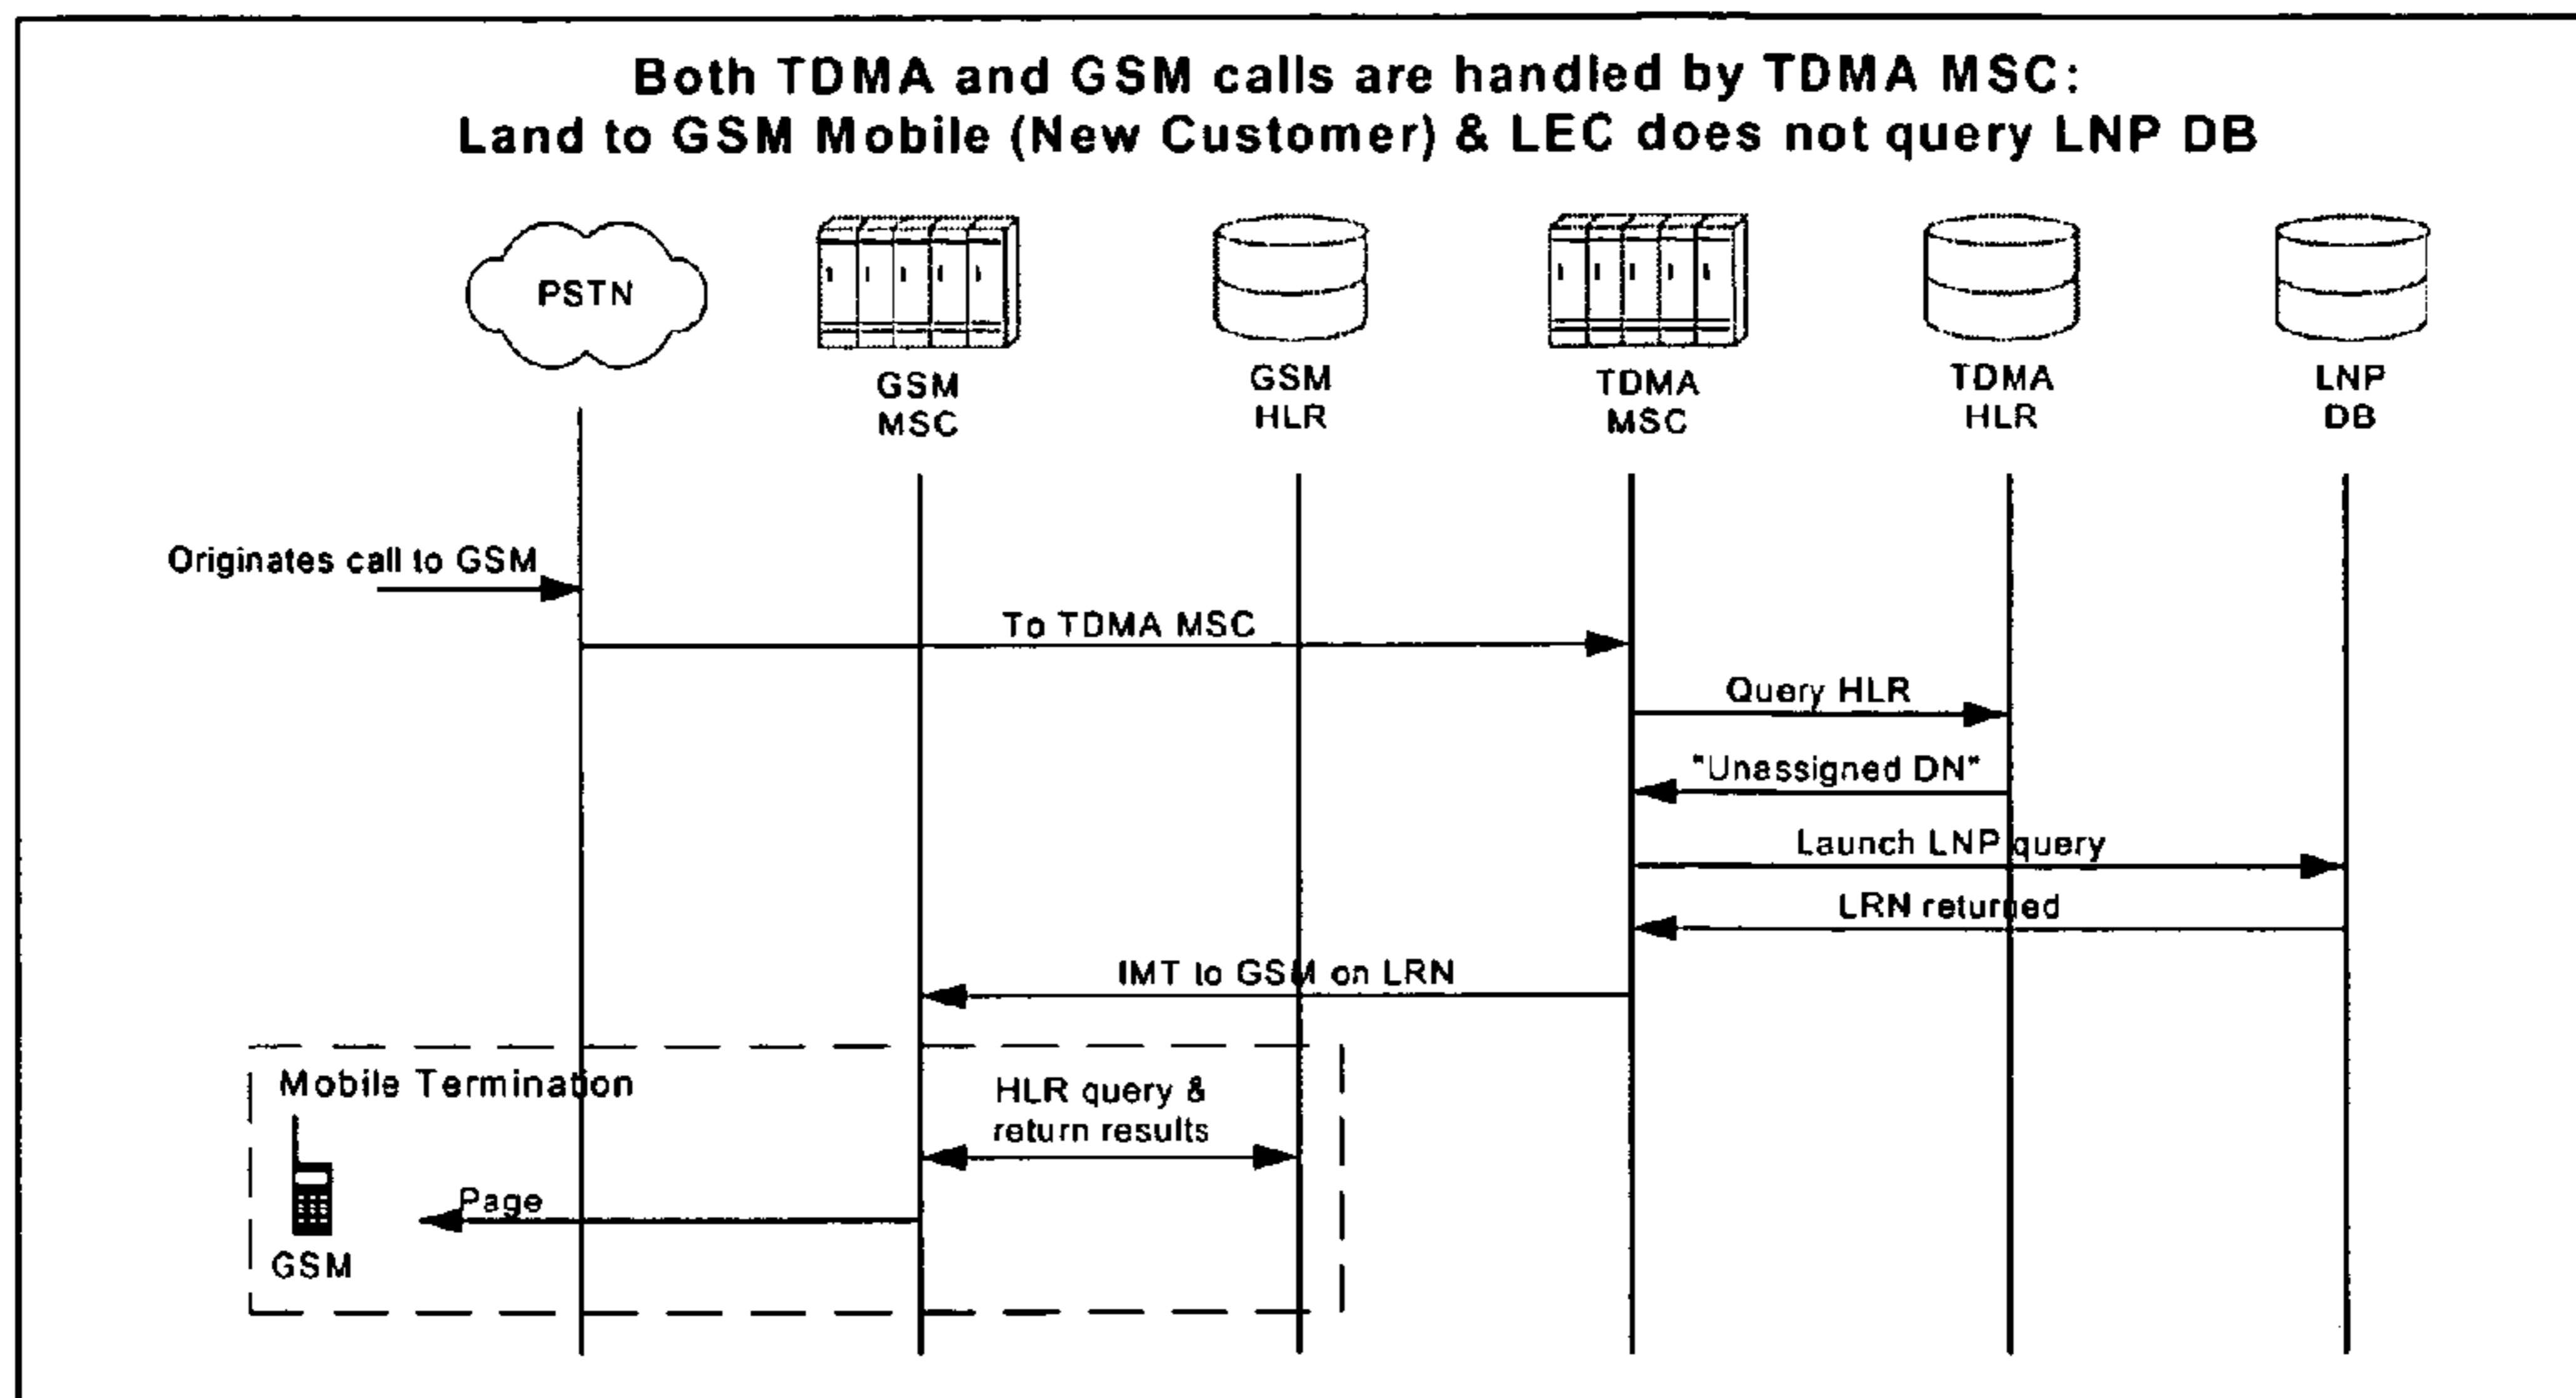 Both TDMA and GSM calls are handled by TDMA MSC:
Land to GSM Mobile (New Customer) & LEC does not query LNP DB
PSTN
GSM
MSC
GSM
HLR
TDMA
MSC
TDMA
HLR
LNP
DB
Originates call to GSM
To TDMA MSC
Query HLR
"Unassigned DN"
Launch LNP query
LRN returned
IMT to GSM on LRN
Mobile Termination
HLR query &
return results
Page
GSM